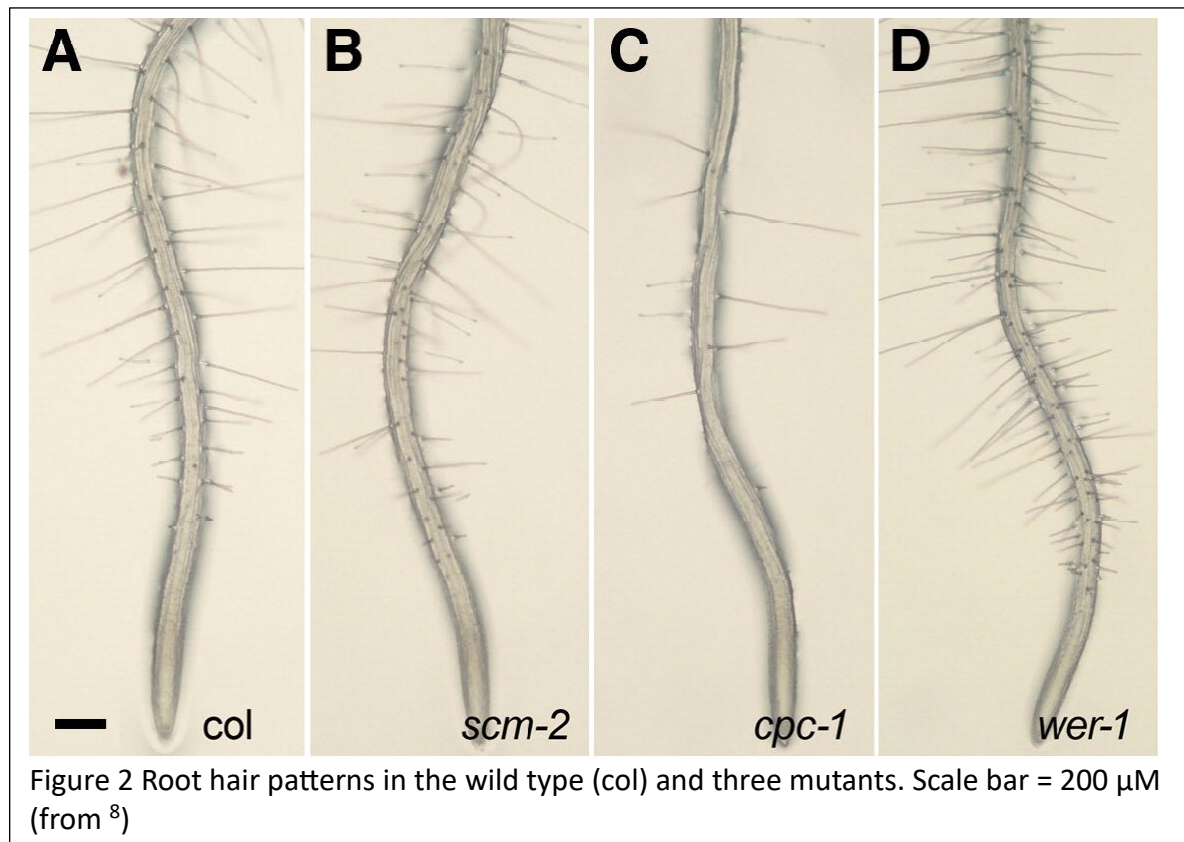 A
B
C
D
col
scm-2
cpc-1
wer-1
Figure 2 Root hair patterns in the wild type (col) and three mutants. Scale bar = 200 µM
(from 8)